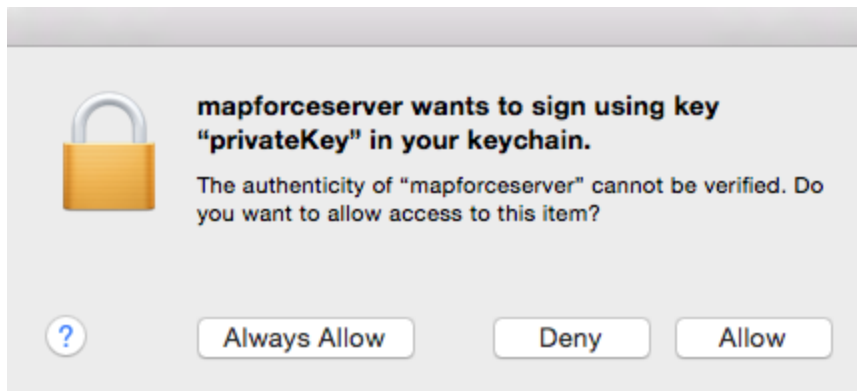 mapforceserver wants to sign using key
“privateKey” in your keychain.
The authenticity of “mapforceserver” cannot be verified. Do
you want to allow access to this item?
?
Always Allow
Deny
Allow